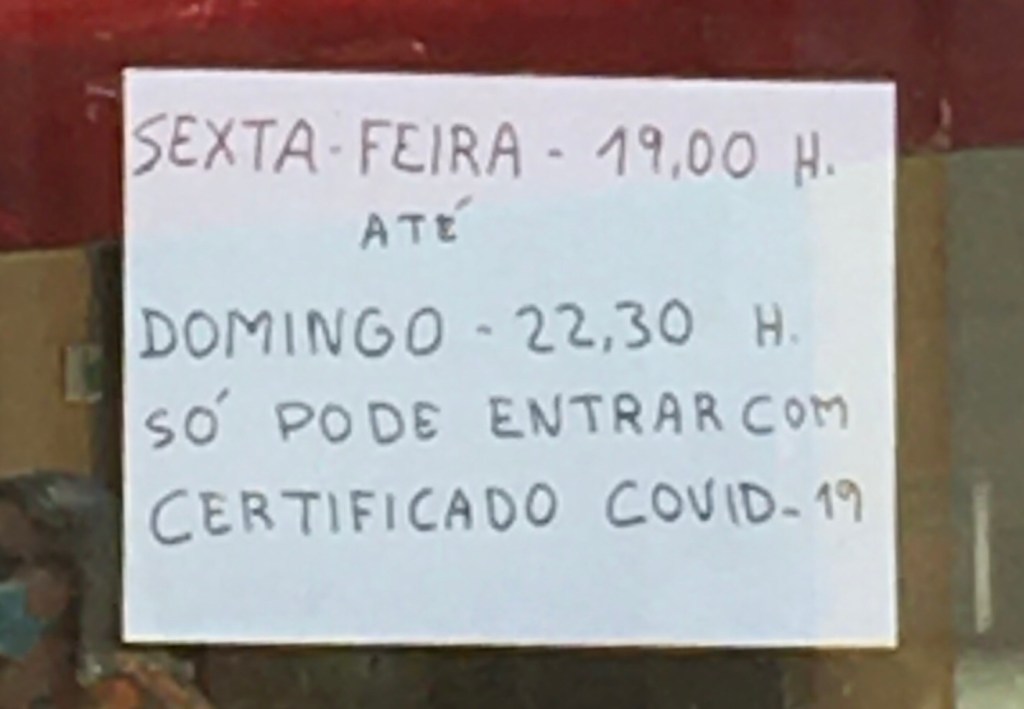 SEXTA-FEIRA - 19,00 H.
ATÉ
DOMINGO - 22,30 H.
SÓ PODE ENTRAR COM
CERTIFICADO COVID-19